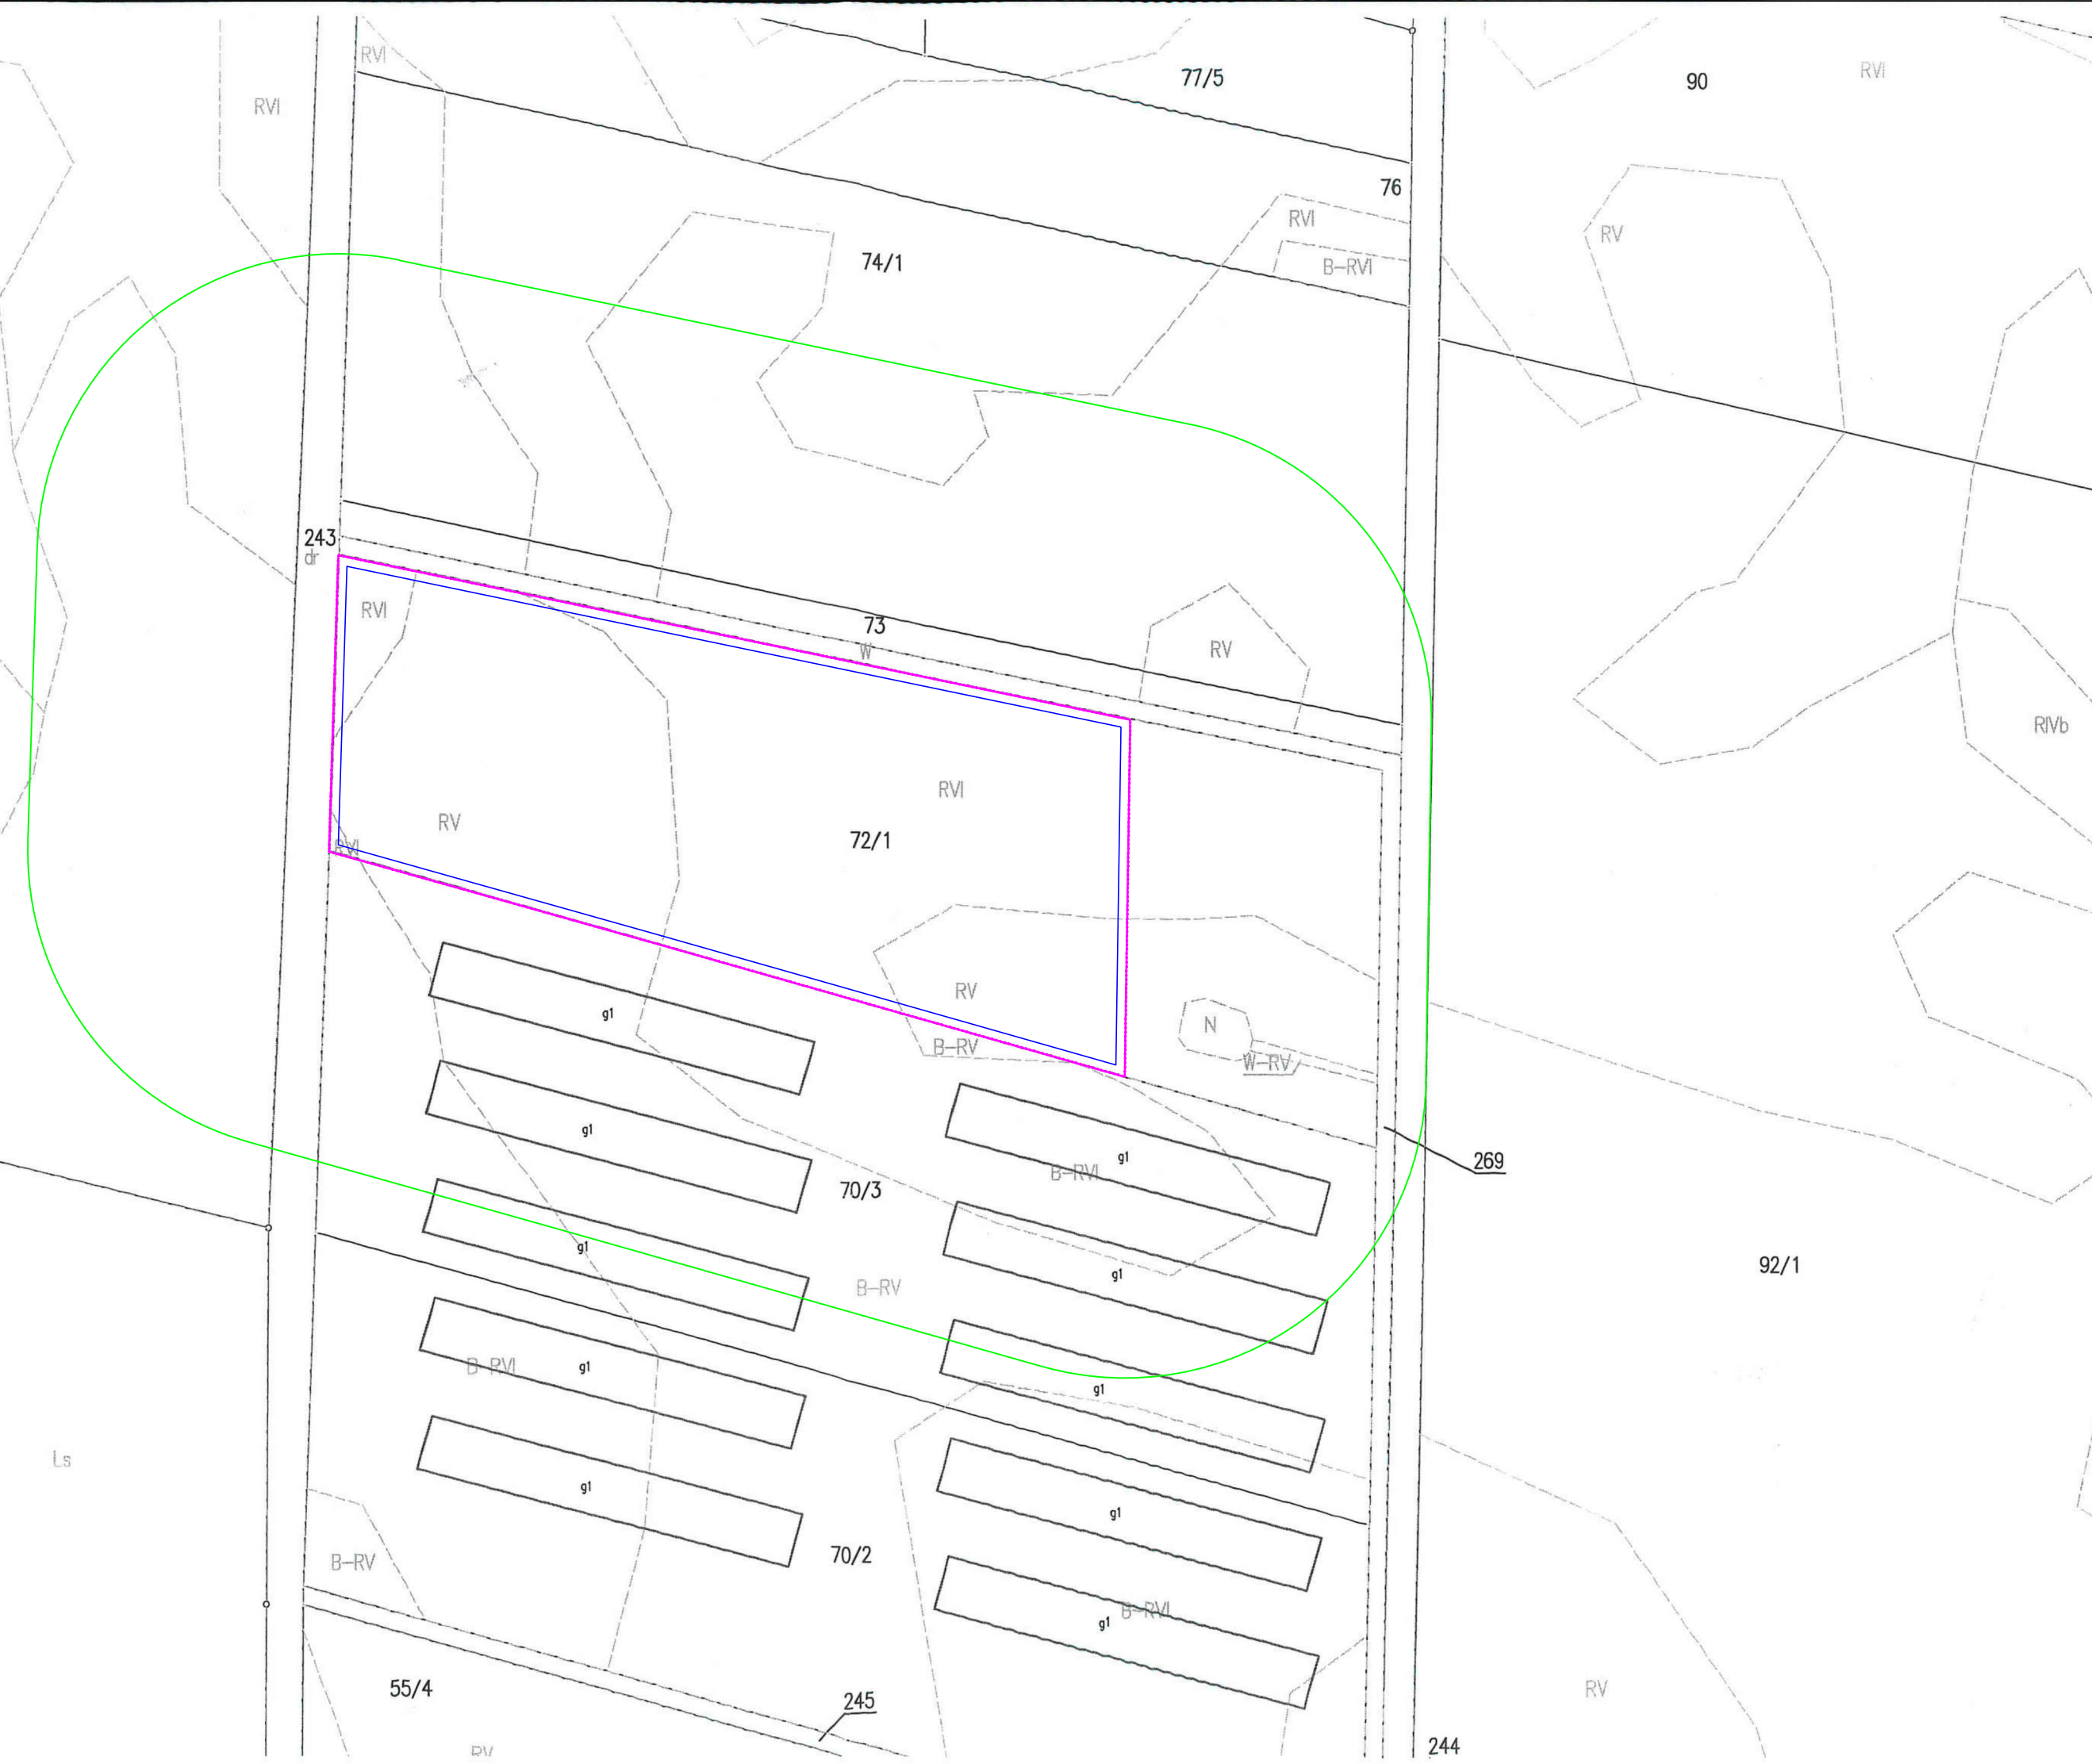 RVI
77/5
90
RVI
RVI
76
RVI
RV
74/1
B-RVI
243
dr
RVI
73
W
RV
RIVb
RVI
RV
72/1
RVI
RV
g1
N
B-RV
W-RV
g1
g1
B-RVI
269
70/3
g1
g1
92/1
B-RV
B-RVI
g1
g1
Ls
g1
g1
B-RV
70/2
B-RVI
g1
55/4
RV
245
244
RV